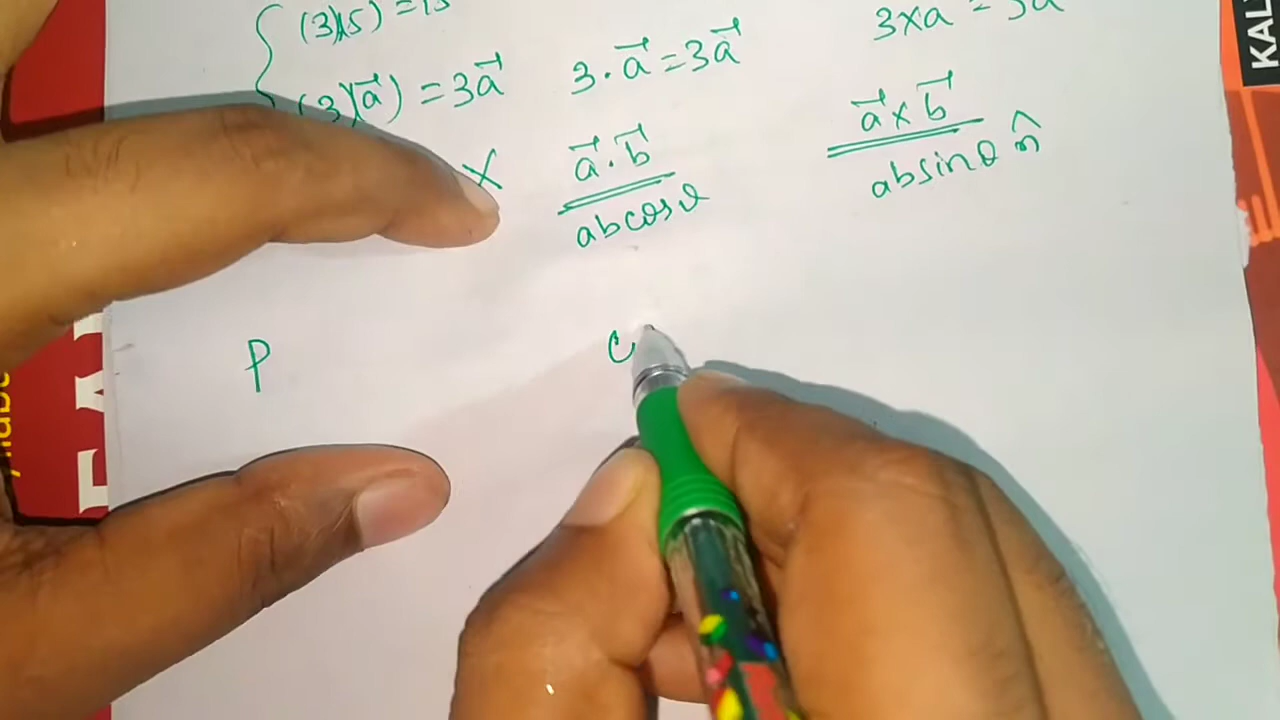 (3)(5) = 15
3×a = 3a
(3)(a⃗) = 3a⃗
3·a⃗ = 3a⃗
X
a⃗·b⃗
a⃗×b⃗
abcosθ
absinθ n̂
P
C
KAL